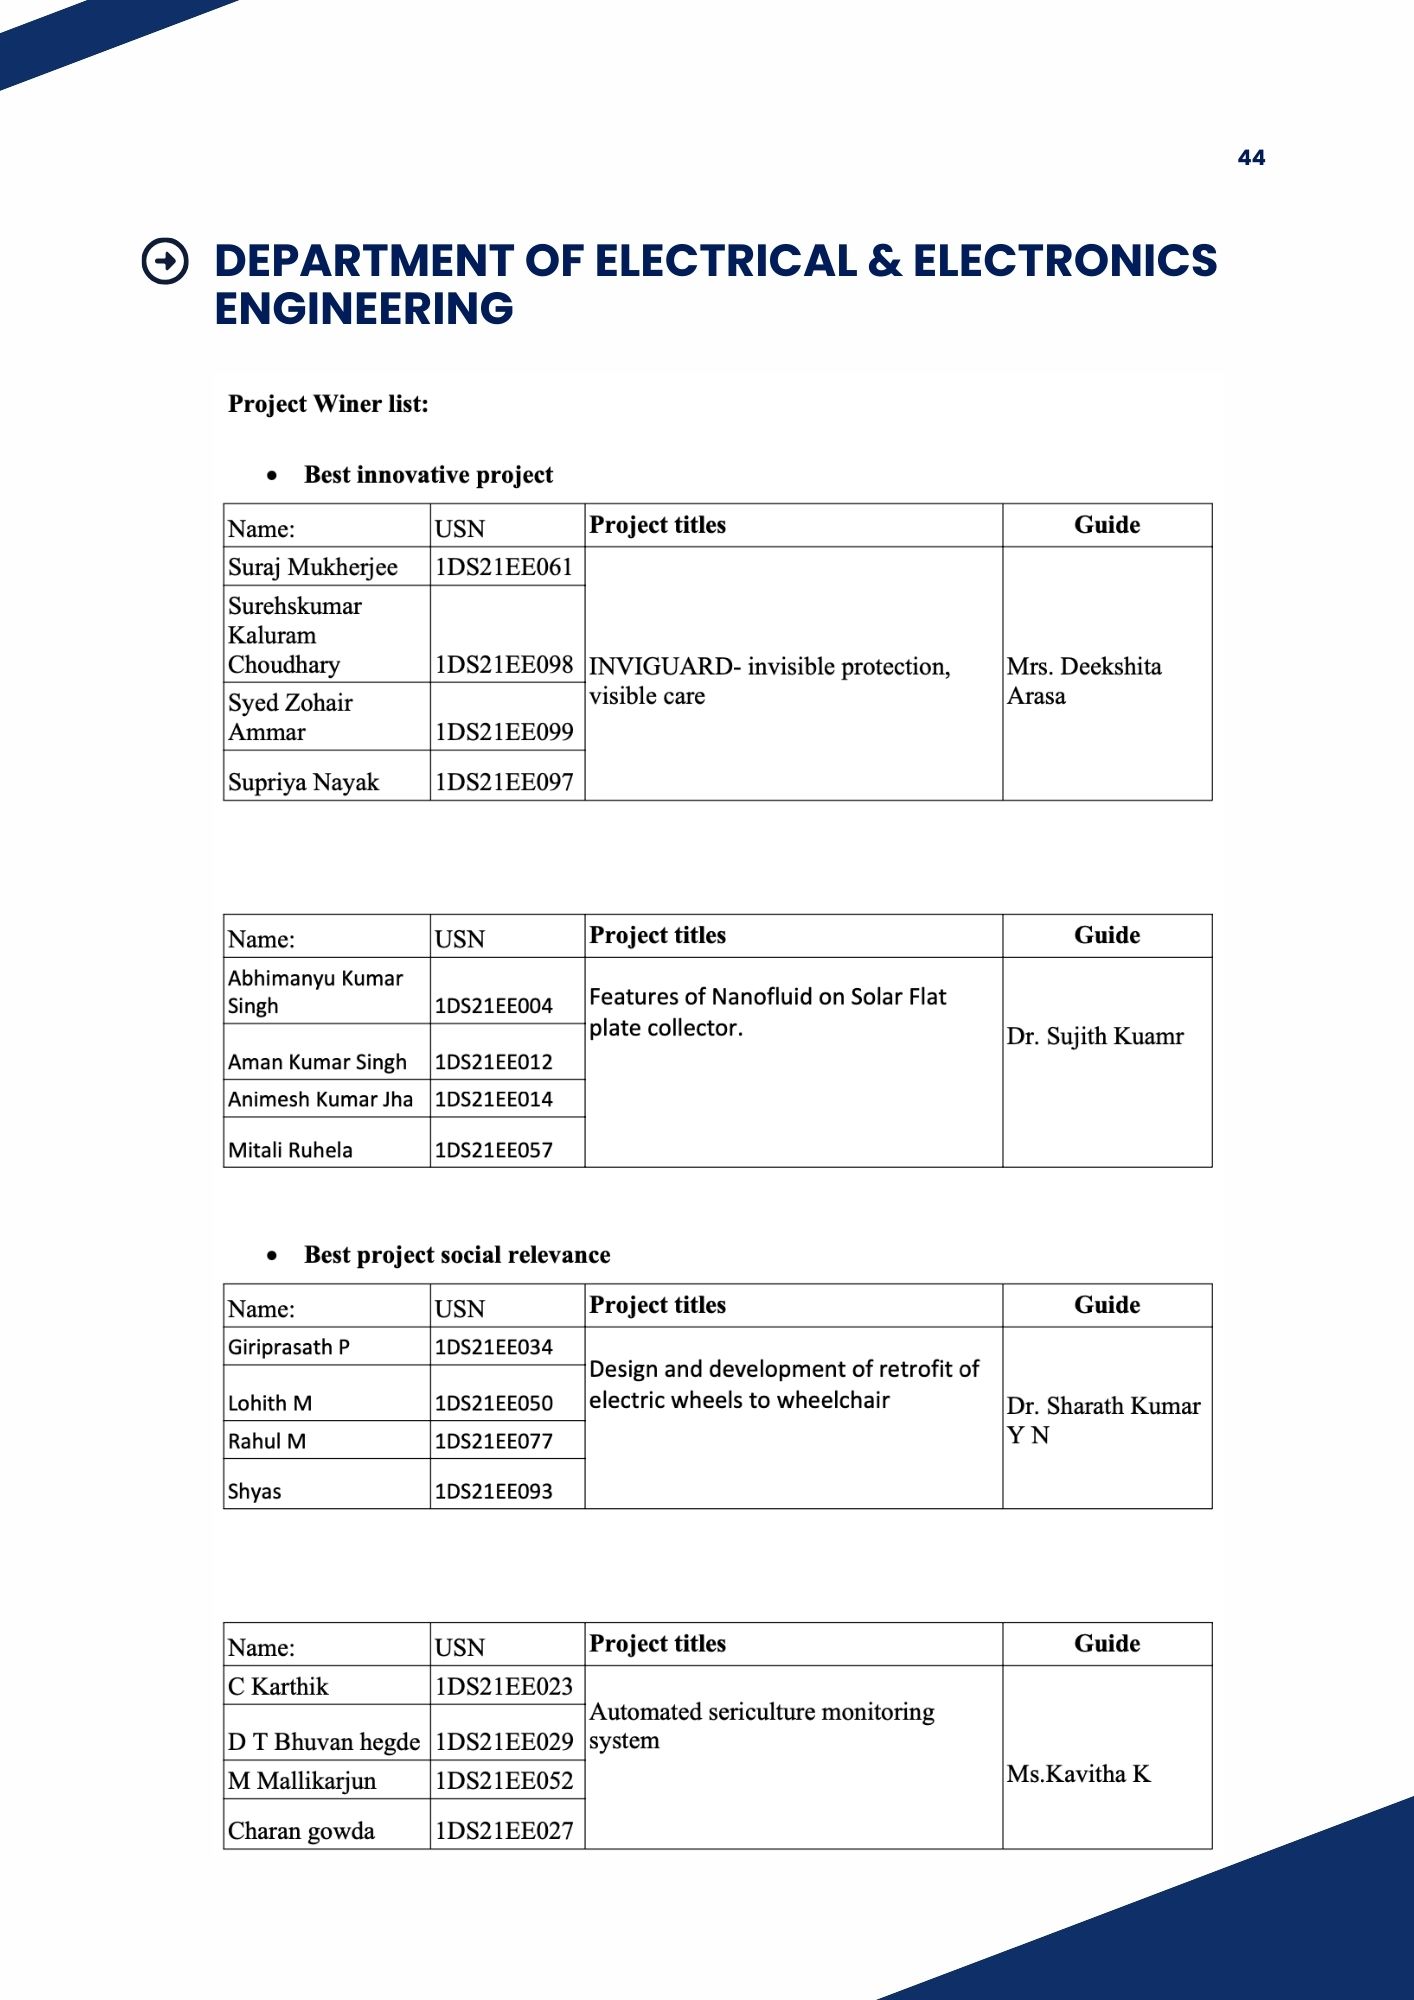 44
DEPARTMENT OF ELECTRICAL & ELECTRONICS
ENGINEERING
Project Winer list:
• Best innovative project
Name: USN Project titles Guide
Suraj Mukherjee 1DS21EE061
Surehskumar
Kaluram
Choudhary 1DS21EE098
INVIGUARD- invisible protection,
visible care
Mrs. Deekshita
Arasa
Syed Zohair
Ammar 1DS21EE099
Supriya Nayak 1DS21EE097
Name: USN Project titles Guide
Abhimanyu Kumar
Singh 1DS21EE004
Features of Nanofluid on Solar Flat
plate collector.
Dr. Sujith Kuamr
Aman Kumar Singh 1DS21EE012
Animesh Kumar Jha 1DS21EE014
Mitali Ruhela 1DS21EE057
• Best project social relevance
Name: USN Project titles Guide
Giriprasath P 1DS21EE034
Design and development of retrofit of
electric wheels to wheelchair
Dr. Sharath Kumar
Y N
Lohith M 1DS21EE050
Rahul M 1DS21EE077
Shyas 1DS21EE093
Name: USN Project titles Guide
C Karthik 1DS21EE023
Automated sericulture monitoring
system
Ms.Kavitha K
D T Bhuvan hegde 1DS21EE029
M Mallikarjun 1DS21EE052
Charan gowda 1DS21EE027